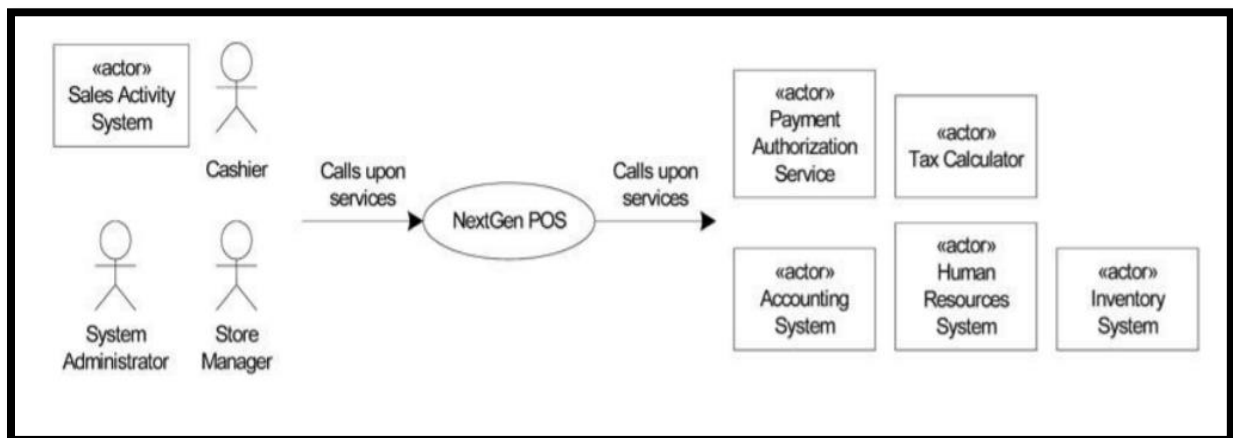 «actor»
Sales Activity
System
Cashier
System
Administrator
Store
Manager
Calls upon
services
NextGen POS
Calls upon
services
«actor»
Payment
Authorization
Service
«actor»
Tax Calculator
«actor»
Accounting
System
«actor»
Human
Resources
System
«actor»
Inventory
System